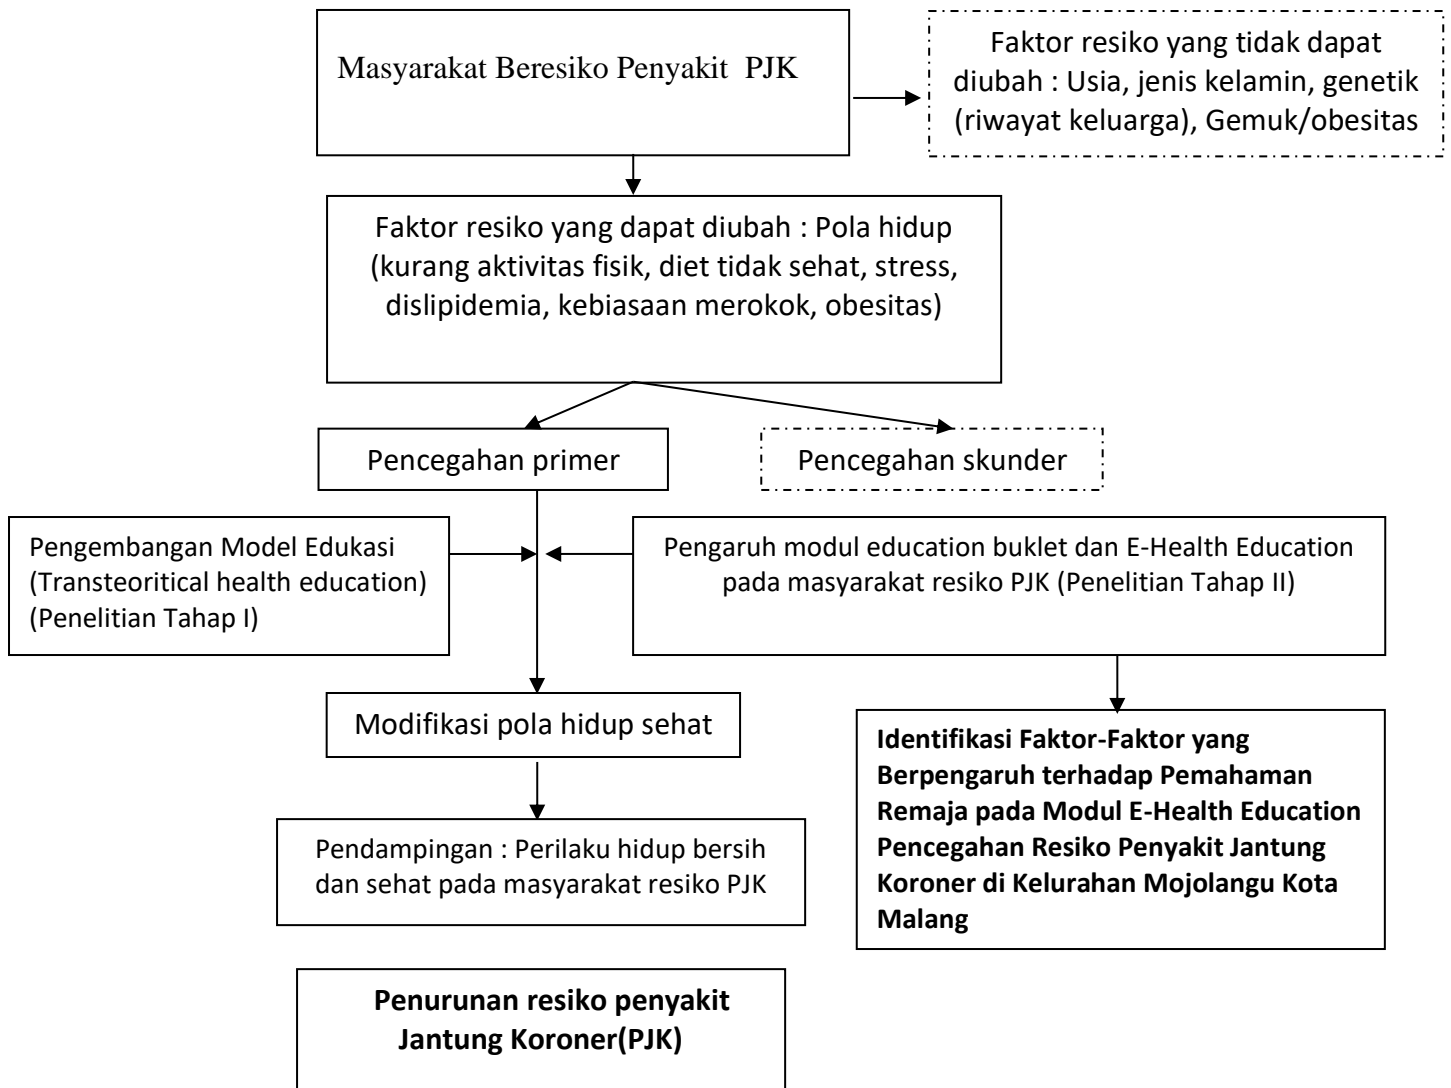 Masyarakat Beresiko Penyakit PJK
Faktor resiko yang tidak dapat
diubah : Usia, jenis kelamin, genetik
(riwayat keluarga), Gemuk/obesitas
Faktor resiko yang dapat diubah : Pola hidup
(kurang aktivitas fisik, diet tidak sehat, stress,
dislipidemia, kebiasaan merokok, obesitas)
Pencegahan primer
Pencegahan skunder
Pengembangan Model Edukasi
(Transteoritical health education)
(Penelitian Tahap I)
Pengaruh modul education buklet dan E-Health Education
pada masyarakat resiko PJK (Penelitian Tahap II)
Modifikasi pola hidup sehat
Identifikasi Faktor-Faktor yang
Berpengaruh terhadap Pemahaman
Remaja pada Modul E-Health Education
Pencegahan Resiko Penyakit Jantung
Koroner di Kelurahan Mojolangu Kota
Malang
Pendampingan : Perilaku hidup bersih
dan sehat pada masyarakat resiko PJK
Penurunan resiko penyakit
Jantung Koroner(PJK)